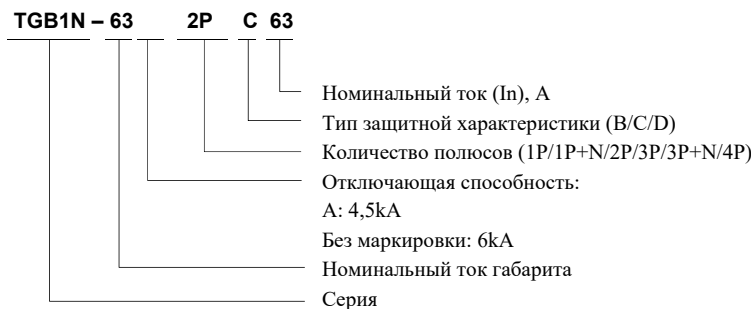 TGB1N – 63 2P C 63
Номинальный ток (In), А
Тип защитной характеристики (B/C/D)
Количество полюсов (1P/1P+N/2P/3P/3P+N/4P)
Отключающая способность:
A: 4,5kA
Без маркировки: 6kA
Номинальный ток габарита
Серия